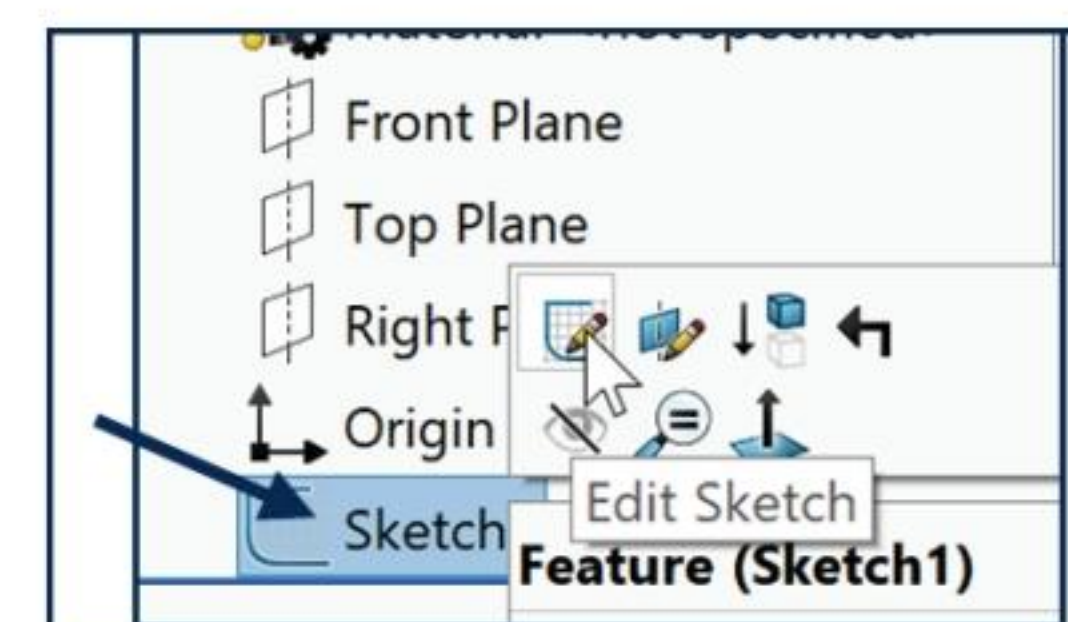 Front Plane
Top Plane
Right
Origin
Sketch
Edit Sketch
Feature (Sketch1)